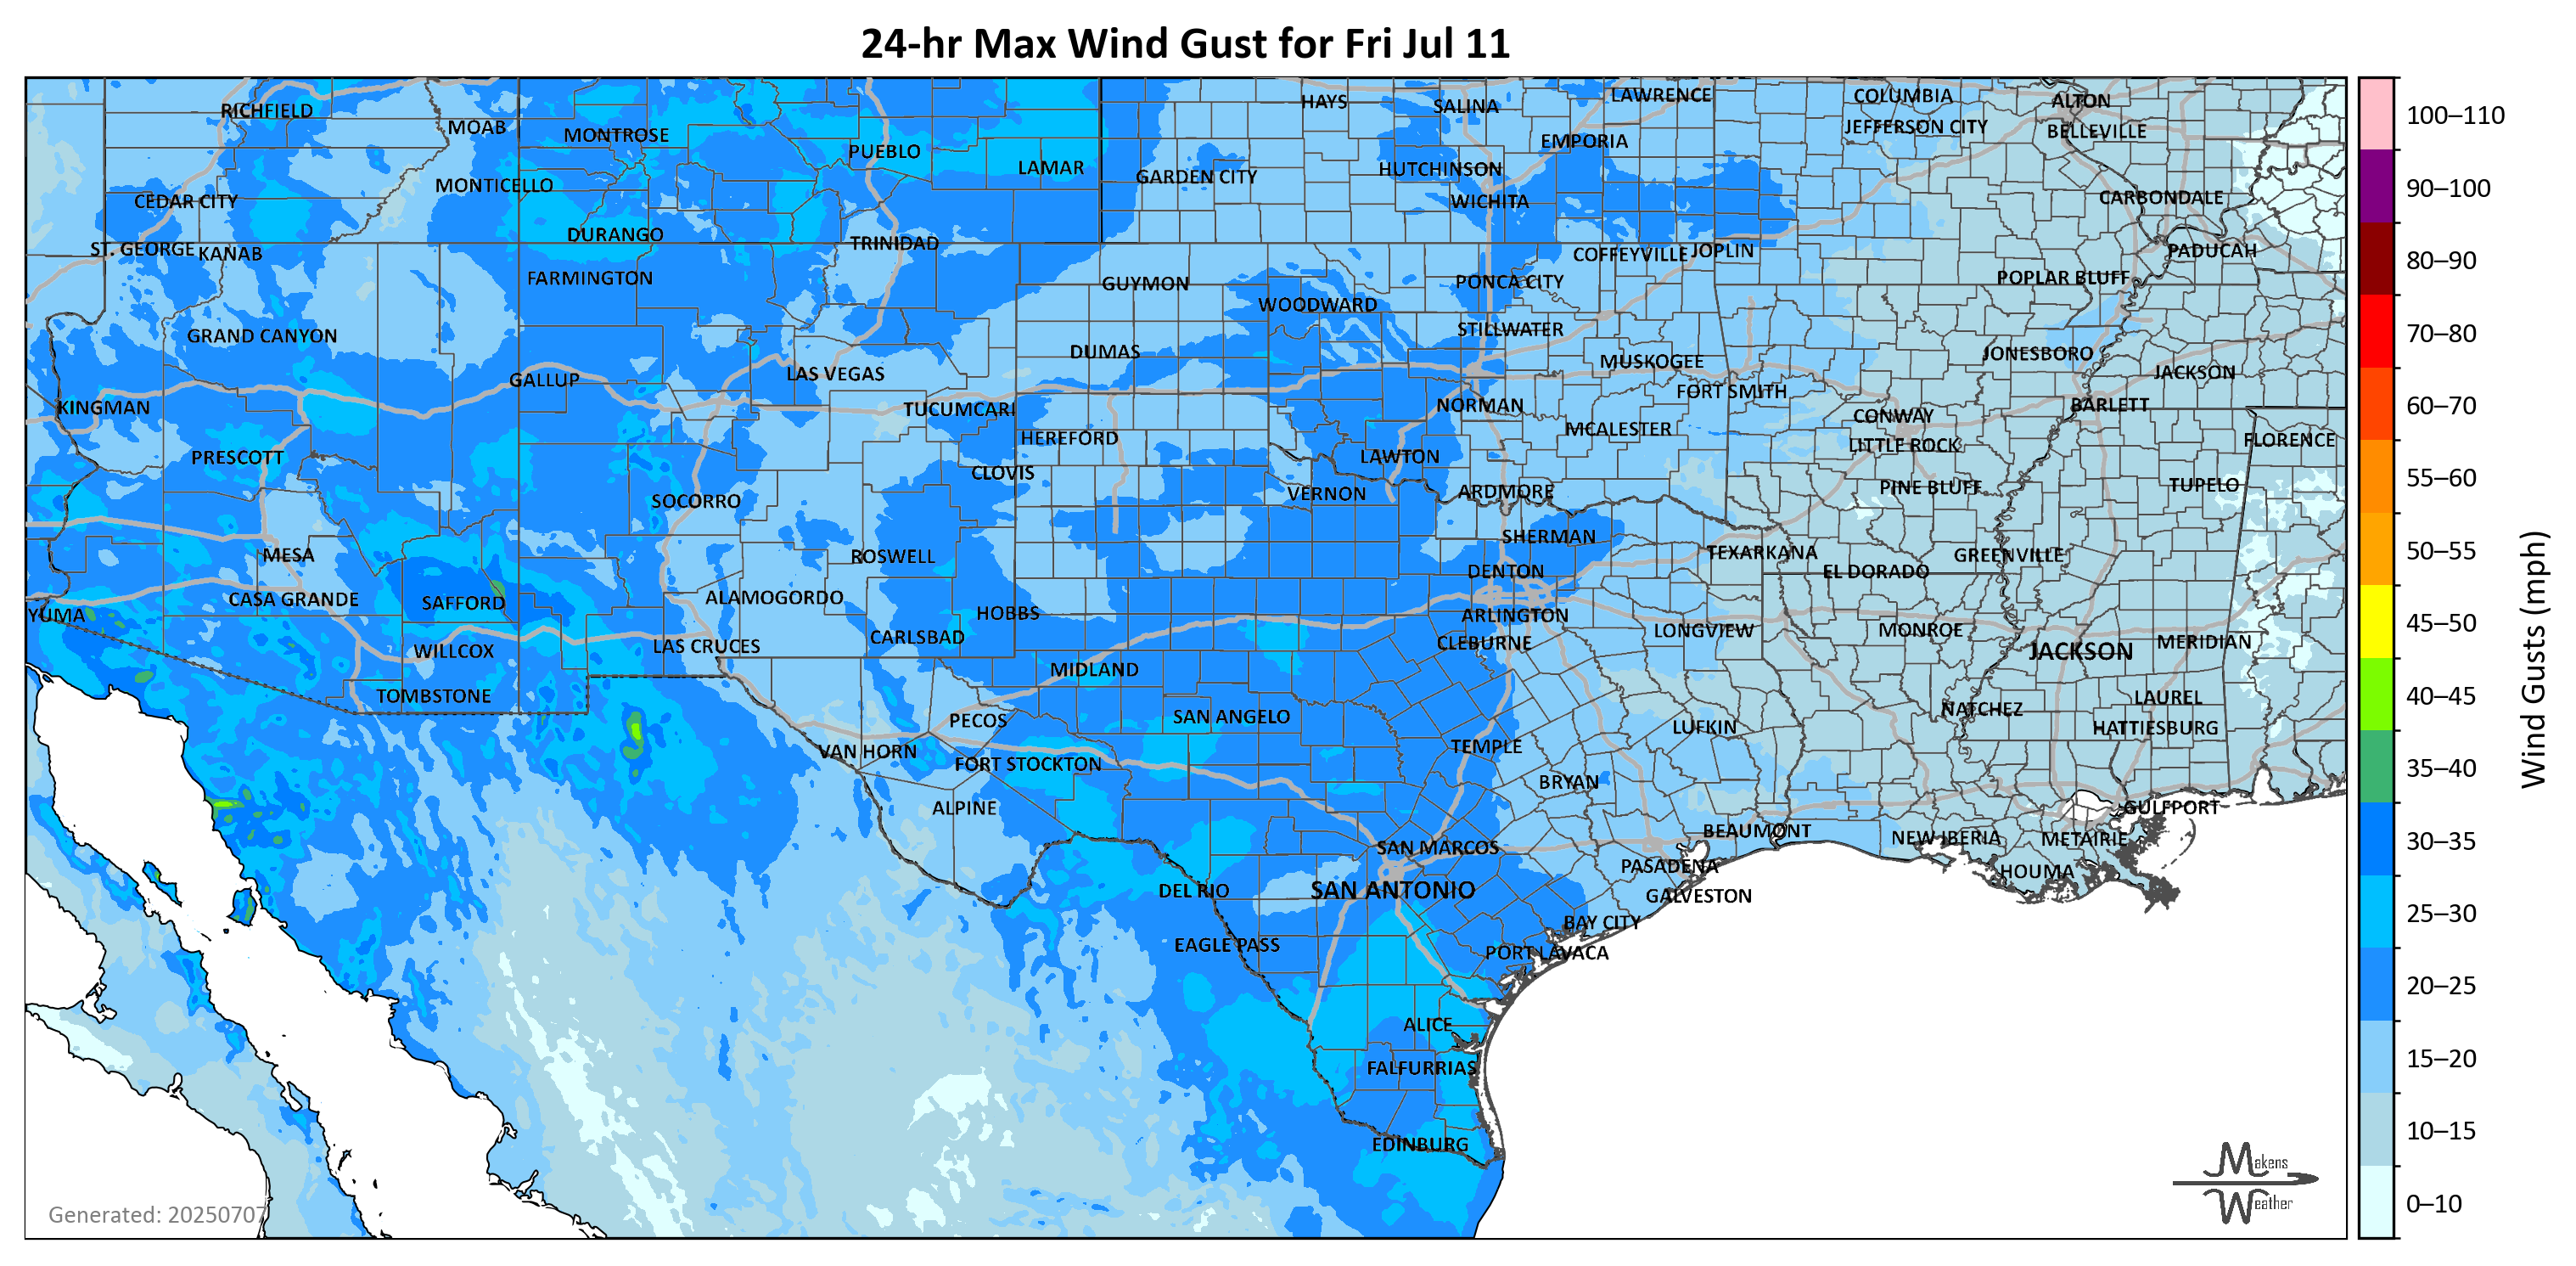 24-hr Max Wind Gust for Fri Jul 11
RICHFIELD
MOAB
MONTROSE
PUEBLO
LAMAR
HAYS
SALINA
LAWRENCE
COLUMBIA
ALTON
JEFFERSON CITY
BELLEVILLE
EMPORIA
HUTCHINSON
GARDEN CITY
MONTICELLO
CEDAR CITY
WICHITA
CARBONDALE
DURANGO
TRINIDAD
ST. GEORGE
KANAB
COFFEYVILLE
JOPLIN
PADUCAH
FARMINGTON
GUYMON
PONCA CITY
POPLAR BLUFF
WOODWARD
GRAND CANYON
STILLWATER
DUMAS
MUSKOGEE
JONESBORO
GALLUP
LAS VEGAS
FORT SMITH
JACKSON
KINGMAN
TUCUMCARI
NORMAN
CONWAY
BARLETT
HEREFORD
MCALESTER
LITTLE ROCK
FLORENCE
PRESCOTT
CLOVIS
LAWTON
SOCORRO
VERNON
ARDMORE
PINE BLUFF
TUPELO
MESA
ROSWELL
SHERMAN
TEXARKANA
GREENVILLE
DENTON
EL DORADO
CASA GRANDE
SAFFORD
ALAMOGORDO
HOBBS
ARLINGTON
YUMA
WILLCOX
LAS CRUCES
CARLSBAD
CLEBURNE
LONGVIEW
MONROE
JACKSON
MERIDIAN
TOMBSTONE
MIDLAND
LAUREL
PECOS
SAN ANGELO
NATCHEZ
LUFKIN
HATTIESBURG
VAN HORN
FORT STOCKTON
TEMPLE
BRYAN
ALPINE
GULFPORT
BEAUMONT
NEW IBERIA
METAIRIE
SAN MARCOS
PASADENA
HOUMA
DEL RIO
SAN ANTONIO
GALVESTON
BAY CITY
EAGLE PASS
PORT LAVACA
ALICE
FALFURRIAS
EDINBURG
Generated: 20250707
Makens
Weather
100–110
90–100
80–90
70–80
60–70
55–60
50–55
45–50
40–45
35–40
30–35
25–30
20–25
15–20
10–15
0–10
Wind Gusts (mph)